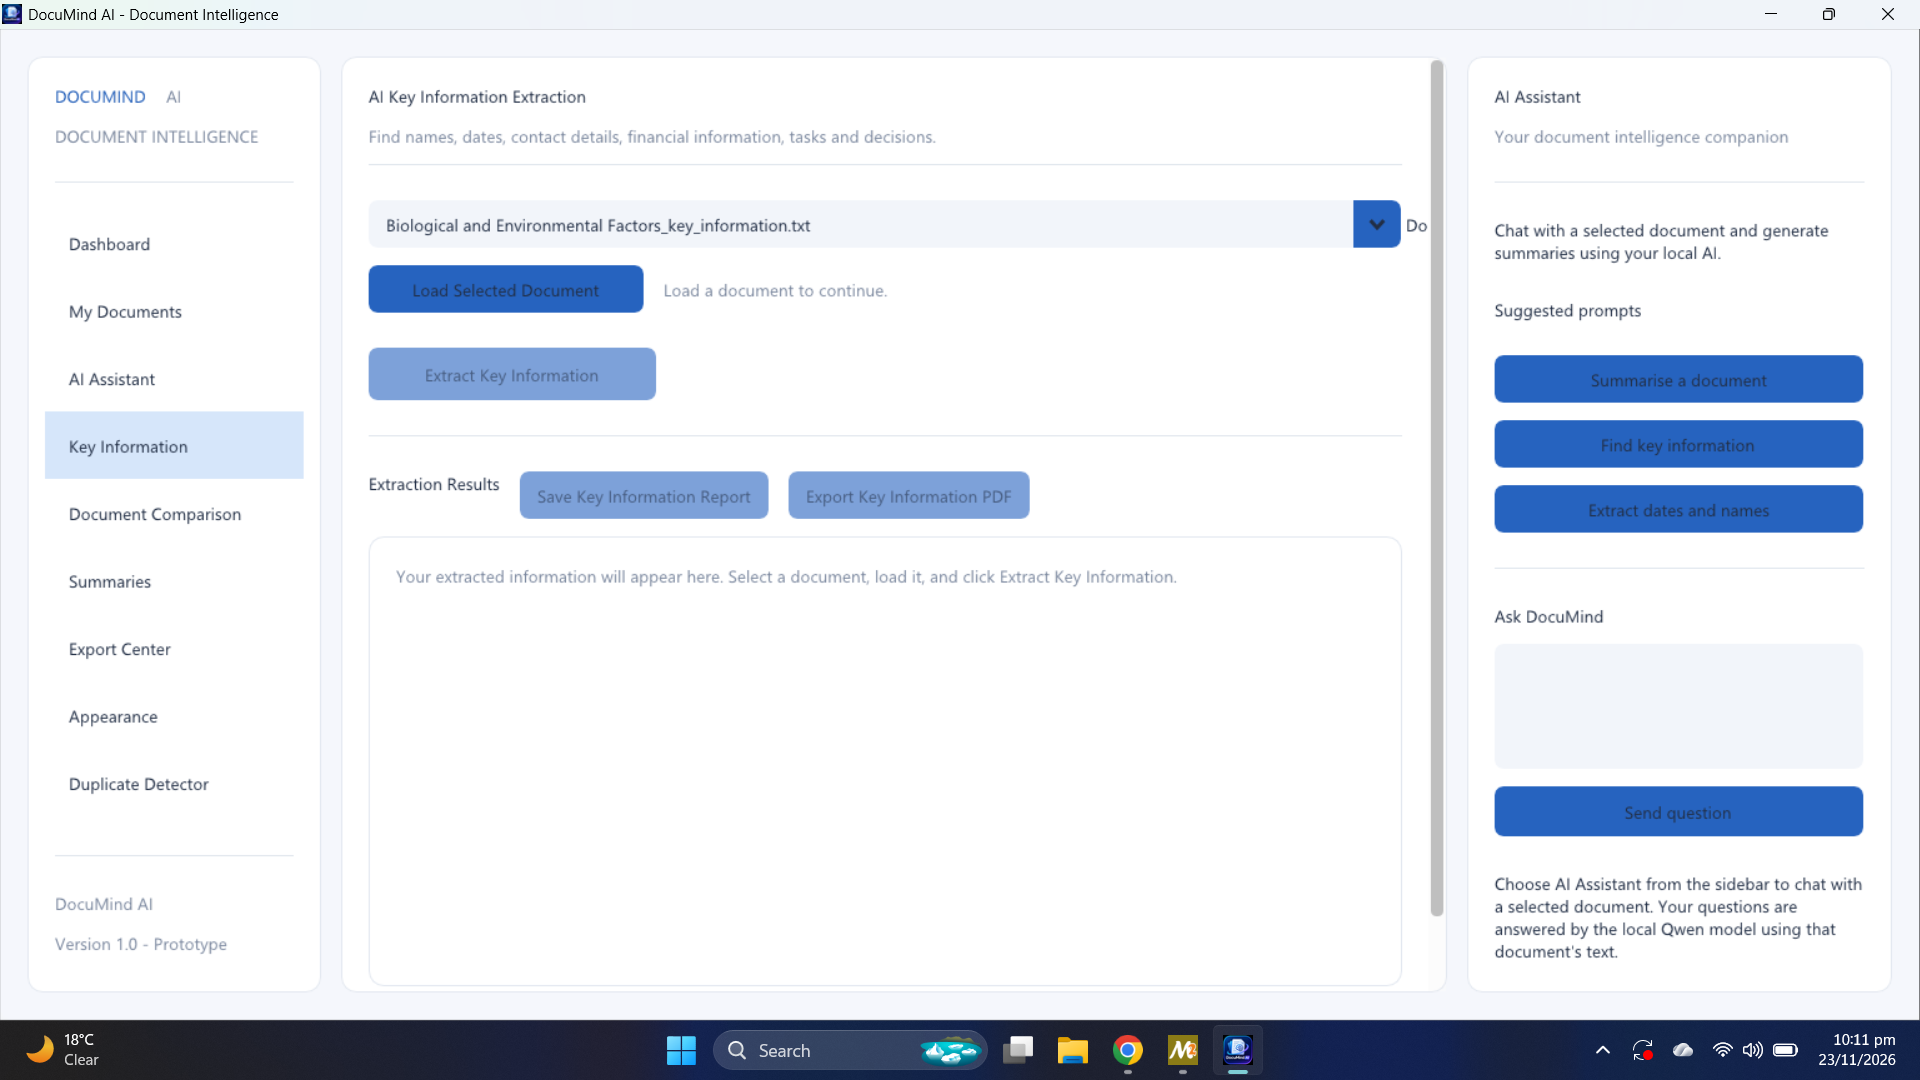 DocuMind AI - Document Intelligence
DOCUMIND AI
DOCUMENT INTELLIGENCE
Dashboard
My Documents
AI Assistant
Key Information
Document Comparison
Summaries
Export Center
Appearance
Duplicate Detector
DocuMind AI
Version 1.0 - Prototype
AI Key Information Extraction
Find names, dates, contact details, financial information, tasks and decisions.
Biological and Environmental Factors_key_information.txt
Do
Load Selected Document
Load a document to continue.
Extract Key Information
Extraction Results
Save Key Information Report
Export Key Information PDF
Your extracted information will appear here. Select a document, load it, and click Extract Key Information.
AI Assistant
Your document intelligence companion
Chat with a selected document and generate
summaries using your local AI.
Suggested prompts
Summarise a document
Find key information
Extract dates and names
Ask DocuMind
Send question
Choose AI Assistant from the sidebar to chat with
a selected document. Your questions are
answered by the local Qwen model using that
document's text.
18°C
Clear
Search
10:11 pm
23/11/2026